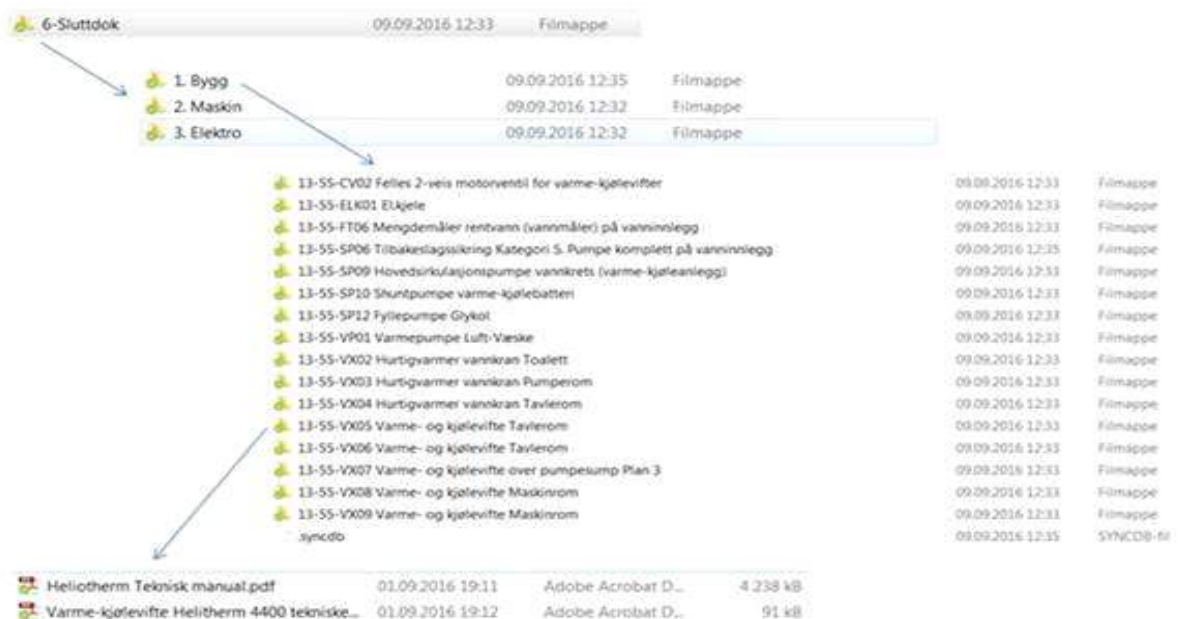 6-Sluttdok 09.09.2016 12:33 Filmappe
1. Bygg 09.09.2016 12:35 Filmappe
2. Maskin 09.09.2016 12:32 Filmappe
3. Elektro 09.09.2016 12:32 Filmappe
13-55-CV02 Felles 2-veis motorventil for varme-kjølevifter 09.09.2016 12:33 Filmappe
13-55-ELK01 El.kjele 09.09.2016 12:33 Filmappe
13-55-FT06 Mengdemåler rentvann (vannmåler) på vanninnlegg 09.09.2016 12:33 Filmappe
13-55-SP06 Tilbakeslagssikring Kategori 5. Pumpe komplett på vanninnlegg 09.09.2016 12:35 Filmappe
13-55-SP09 Hovedsirkulasjonspumpe vannkrets (varme-kjøleanlegg) 09.09.2016 12:33 Filmappe
13-55-SP10 Shuntpumpe varme-kjølebatteri 09.09.2016 12:33 Filmappe
13-55-SP12 Fyllepumpe Glykol 09.09.2016 12:33 Filmappe
13-55-VP01 Varmepumpe Luft-Væske 09.09.2016 12:33 Filmappe
13-55-VX02 Hurtigvarmer vannkran Toalett 09.09.2016 12:33 Filmappe
13-55-VX03 Hurtigvarmer vannkran Pumperom 09.09.2016 12:33 Filmappe
13-55-VX04 Hurtigvarmer vannkran Tavlerom 09.09.2016 12:33 Filmappe
13-55-VX05 Varme- og kjølevifte Tavlerom 09.09.2016 12:33 Filmappe
13-55-VX06 Varme- og kjølevifte Tavlerom 09.09.2016 12:33 Filmappe
13-55-VX07 Varme- og kjølevifte over pumpesump Plan 3 09.09.2016 12:33 Filmappe
13-55-VX08 Varme- og kjølevifte Maskinrom 09.09.2016 12:33 Filmappe
13-55-VX09 Varme- og kjølevifte Maskinrom 09.09.2016 12:33 Filmappe
.syncdb 09.09.2016 12:35 SYNCDB-fil
Heliotherm Teknisk manual.pdf 01.09.2016 19:11 Adobe Acrobat D... 4 238 kB
Varme-kjølevifte Helitherm 4400 tekniske... 01.09.2016 19:12 Adobe Acrobat D... 91 kB